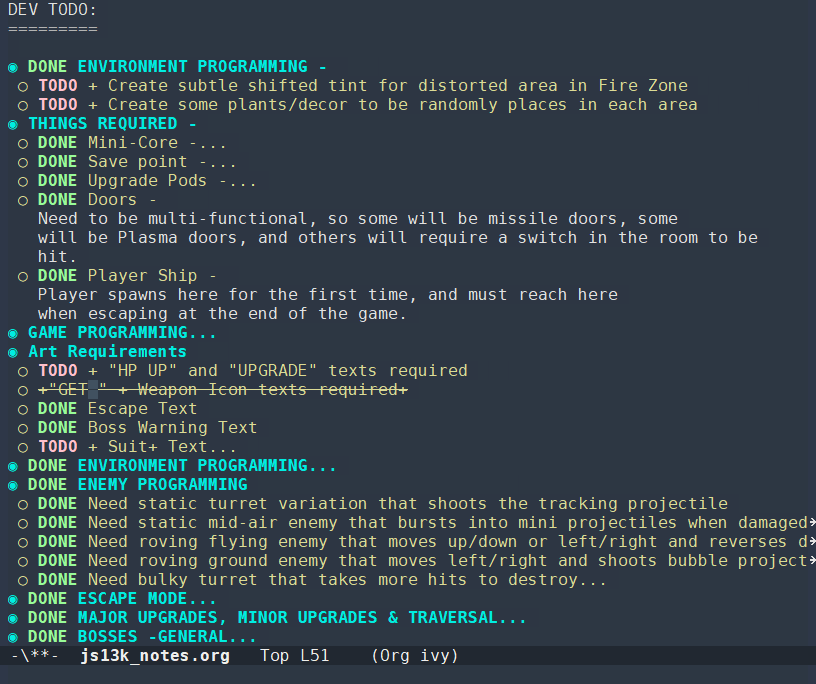 DEV TODO:
=========
◉ DONE ENVIRONMENT PROGRAMMING -
○ TODO + Create subtle shifted tint for distorted area in Fire Zone
○ TODO + Create some plants/decor to be randomly places in each area
◉ THINGS REQUIRED -
○ DONE Mini-Core -...
○ DONE Save point -...
○ DONE Upgrade Pods -...
○ DONE Doors -
Need to be multi-functional, so some will be missile doors, some
will be Plasma doors, and others will require a switch in the room to be
hit.
○ DONE Player Ship -
Player spawns here for the first time, and must reach here
when escaping at the end of the game.
◉ GAME PROGRAMMING...
◉ Art Requirements
○ TODO + "HP UP" and "UPGRADE" texts required
○ +"GET " + Weapon Icon texts required+
○ DONE Escape Text
○ DONE Boss Warning Text
○ TODO + Suit+ Text...
◉ DONE ENVIRONMENT PROGRAMMING...
◉ DONE ENEMY PROGRAMMING
○ DONE Need static turret variation that shoots the tracking projectile
○ DONE Need static mid-air enemy that bursts into mini projectiles when damaged→
○ DONE Need roving flying enemy that moves up/down or left/right and reverses d→
○ DONE Need roving ground enemy that moves left/right and shoots bubble project→
○ DONE Need bulky turret that takes more hits to destroy...
◉ DONE ESCAPE MODE...
◉ DONE MAJOR UPGRADES, MINOR UPGRADES & TRAVERSAL...
◉ DONE BOSSES -GENERAL...
-\**- js13k_notes.org Top L51 (Org ivy)